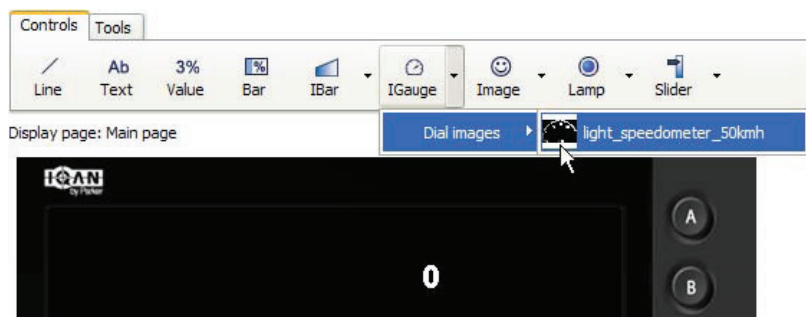 Controls Tools
Ab 3% %
Line Text Value Bar IBar IGauge Image Lamp Slider
Display page: Main page
Dial images light_speedometer_50kmh
IQAN
by Parker
A
0
B